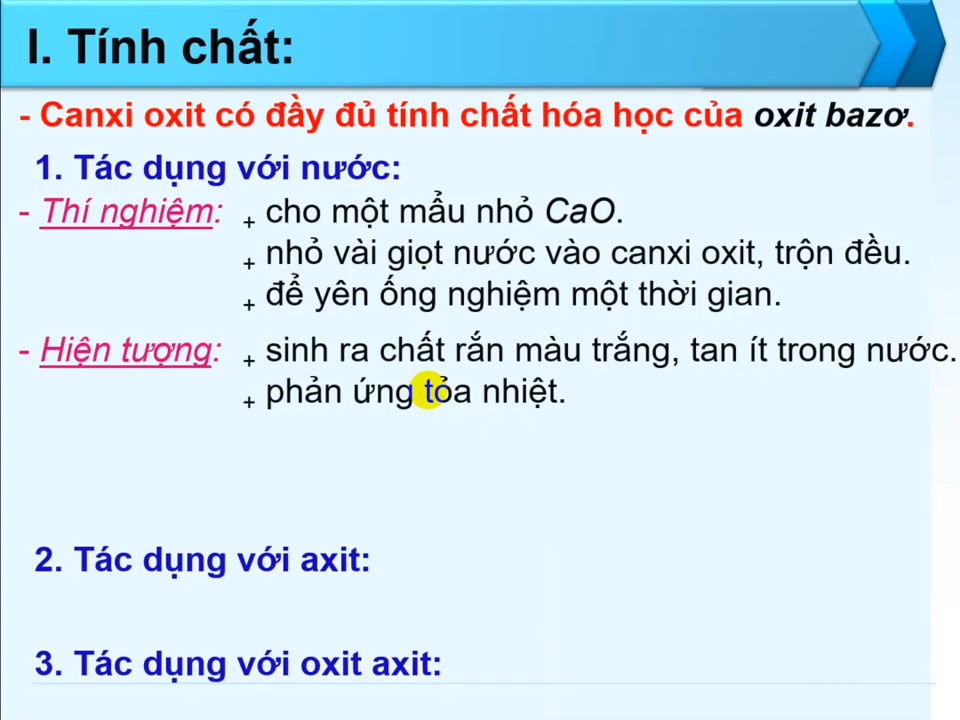 I. Tính chất:
- Canxi oxit có đầy đủ tính chất hóa học của oxit bazơ.
1. Tác dụng với nước:
- Thí nghiệm: + cho một mẩu nhỏ CaO.
+ nhỏ vài giọt nước vào canxi oxit, trộn đều.
+ để yên ống nghiệm một thời gian.
- Hiện tượng: + sinh ra chất rắn màu trắng, tan ít trong nước.
+ phản ứng tỏa nhiệt.
2. Tác dụng với axit:
3. Tác dụng với oxit axit: